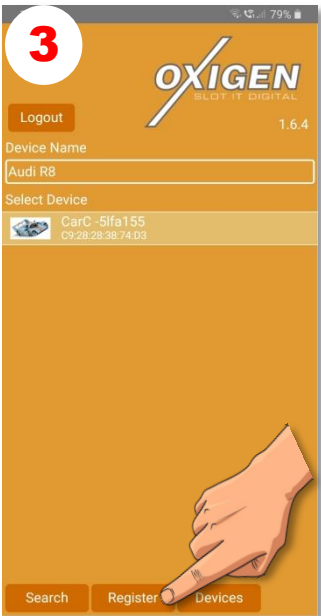 3
79%
OXIGEN
SLOT.IT DIGITAL
Logout
1.6.4
Device Name
Audi R8
Select Device
CarC -5lfa155
C9:28:28:38:74:D3
Search Register Devices